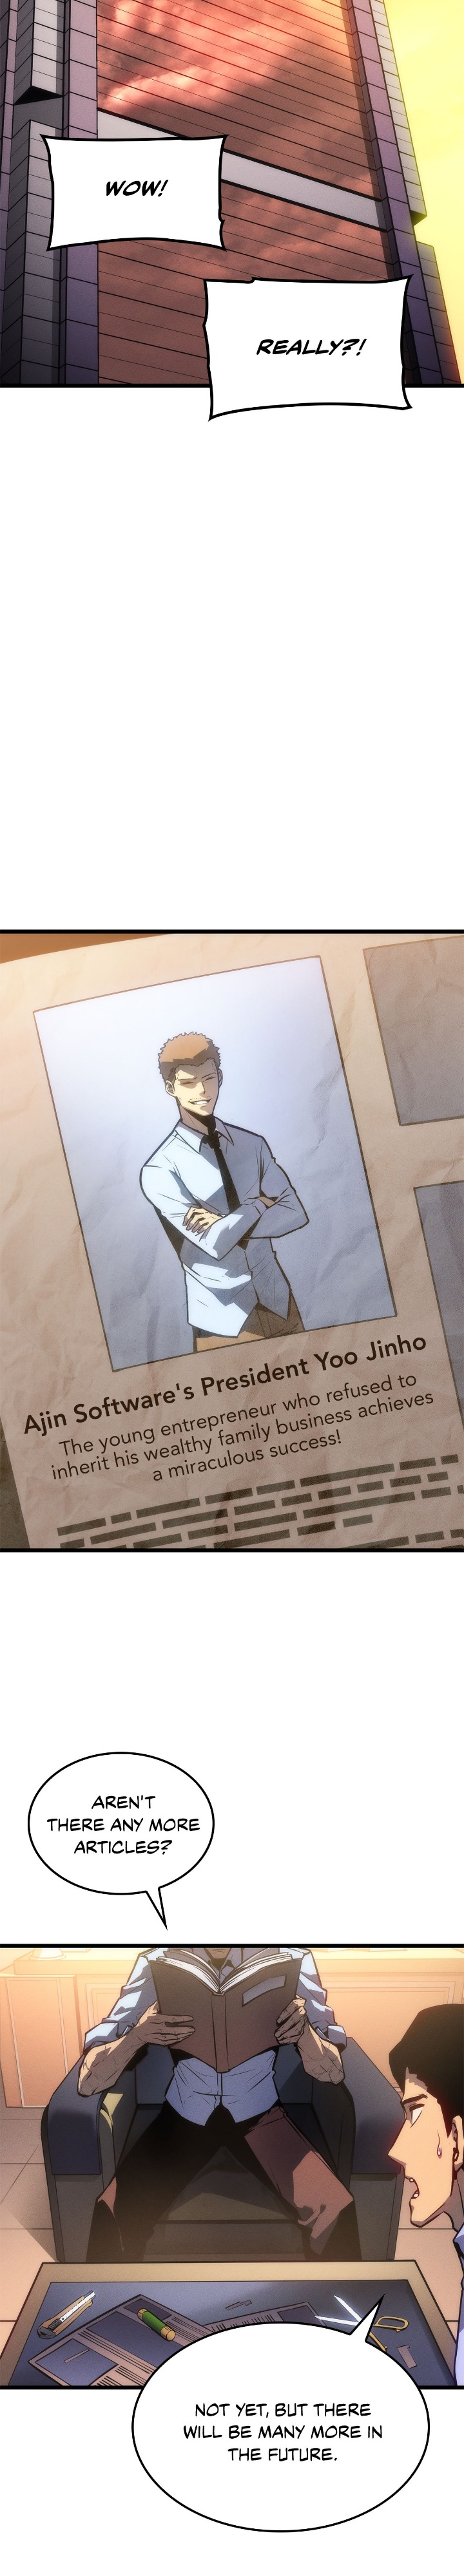 WOW!
REALLY?!
Ajin Software's President Yoo Jinho
The young entrepreneur who refused to
inherit his wealthy family business achieves
a miraculous success!
AREN'T
THERE ANY MORE
ARTICLES?
NOT YET, BUT THERE
WILL BE MANY MORE IN
THE FUTURE.